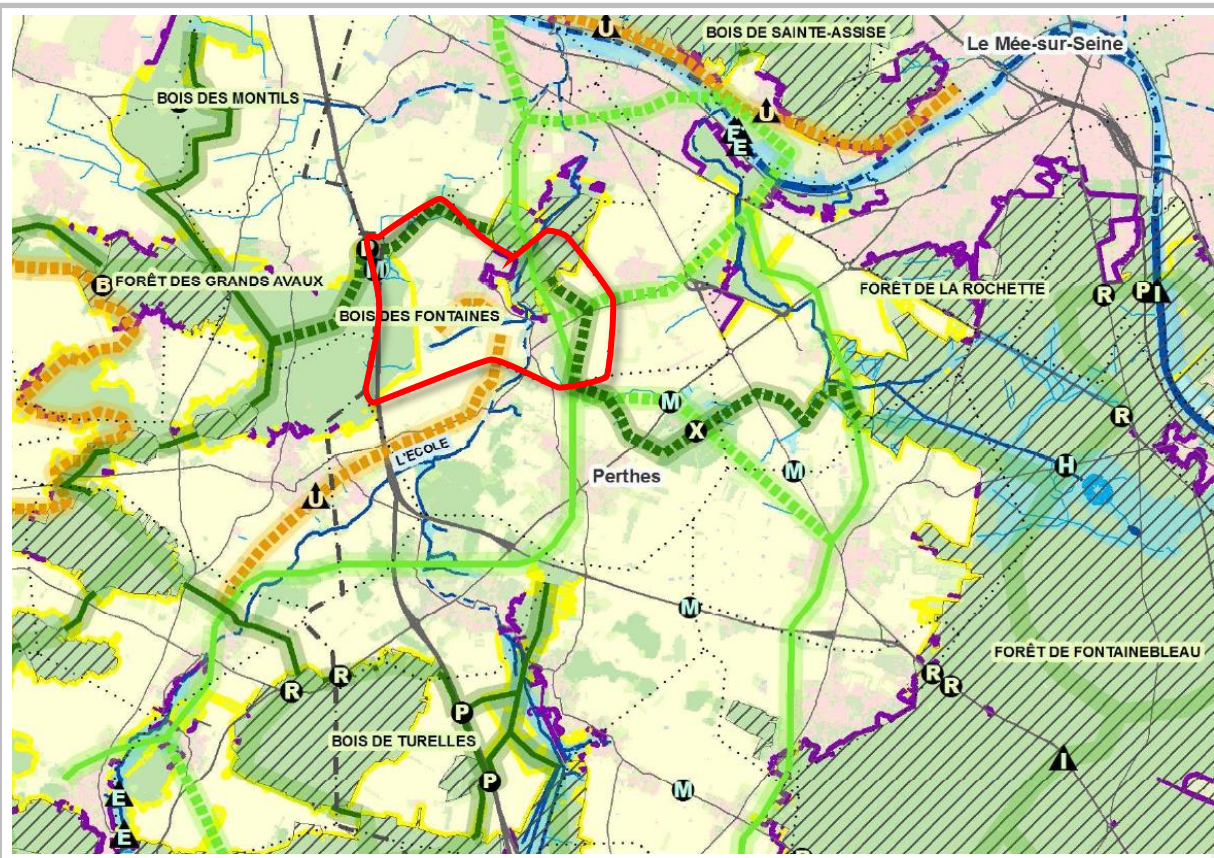 U
BOIS DE SAINTE-ASSISE
Le Mée-sur-Seine
BOIS DES MONTILS
U
E
E
P
M
B
FORÊT DES GRANDS AVAUX
FORÊT DE LA ROCHETTE
R
P
I
BOIS DES FONTAINES
M
R
X
L'ECOLE
M
H
Perthes
U
M
FORÊT DE FONTAINEBLEAU
R
R
R
R
P
BOIS DE TURELLES
I
P
M
E
E